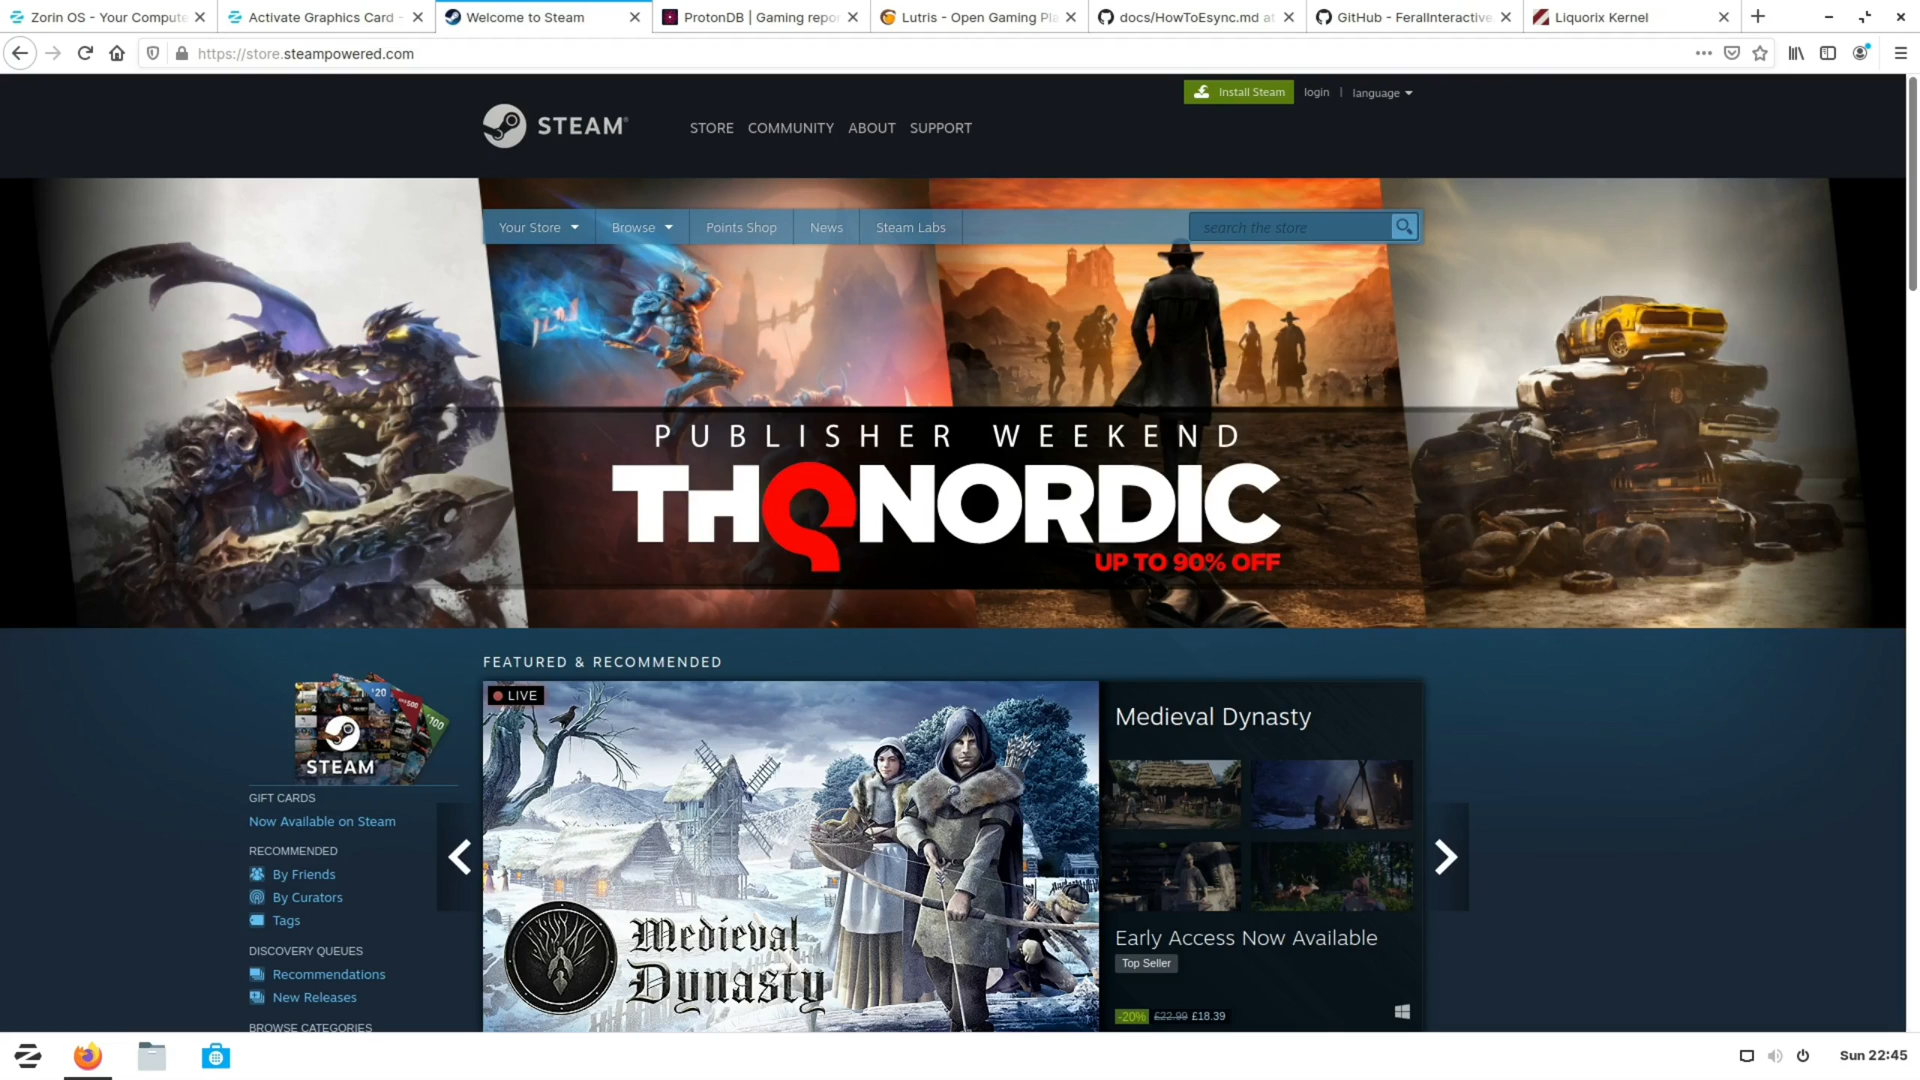 Zorin OS - Your Compute
Activate Graphics Card -
Welcome to Steam
ProtonDB | Gaming repor
Lutris - Open Gaming Pla
docs/HowToEsync.md at
GitHub - FeralInteractive
Liquorix Kernel
https://store.steampowered.com
Install Steam
login
|
language
STEAM
STORE
COMMUNITY
ABOUT
SUPPORT
Your Store
Browse
Points Shop
News
Steam Labs
search the store
PUBLISHER WEEKEND
THQNORDIC
UP TO 90% OFF
FEATURED & RECOMMENDED
LIVE
Medieval
Dynasty
Medieval Dynasty
Early Access Now Available
Top Seller
-20% £22.99 £18.39
$20
$500
$100
STEAM
GIFT CARDS
Now Available on Steam
RECOMMENDED
By Friends
By Curators
Tags
DISCOVERY QUEUES
Recommendations
New Releases
BROWSE CATEGORIES
Sun 22:45